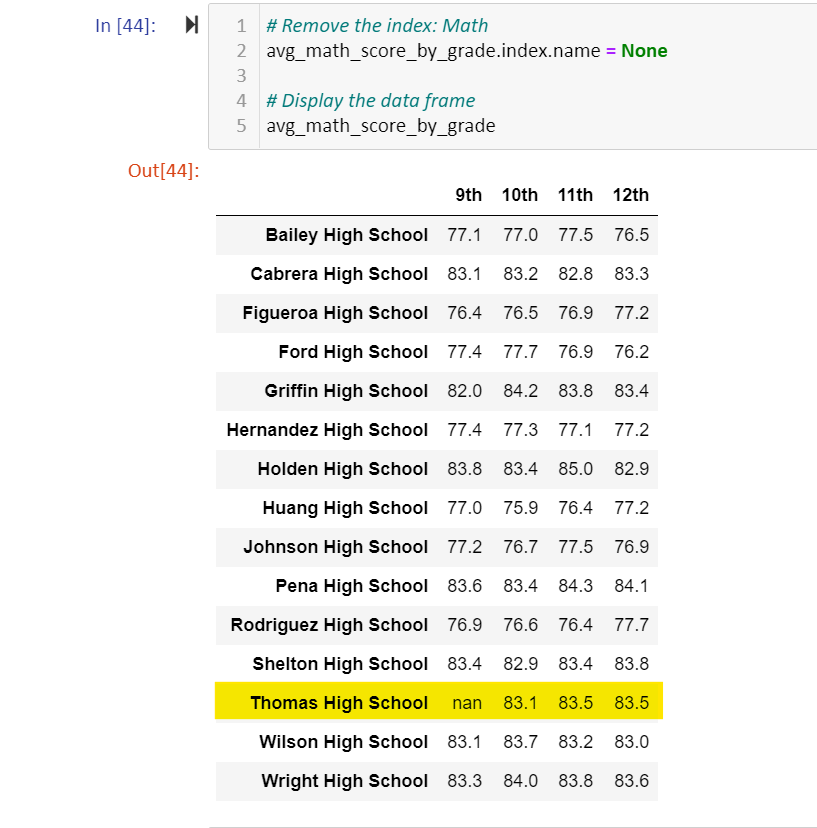 In [44]:
1 # Remove the index: Math
2 avg_math_score_by_grade.index.name = None
3
4 # Display the data frame
5 avg_math_score_by_grade
Out[44]:
9th 10th 11th 12th
Bailey High School 77.1 77.0 77.5 76.5
Cabrera High School 83.1 83.2 82.8 83.3
Figueroa High School 76.4 76.5 76.9 77.2
Ford High School 77.4 77.7 76.9 76.2
Griffin High School 82.0 84.2 83.8 83.4
Hernandez High School 77.4 77.3 77.1 77.2
Holden High School 83.8 83.4 85.0 82.9
Huang High School 77.0 75.9 76.4 77.2
Johnson High School 77.2 76.7 77.5 76.9
Pena High School 83.6 83.4 84.3 84.1
Rodriguez High School 76.9 76.6 76.4 77.7
Shelton High School 83.4 82.9 83.4 83.8
Thomas High School nan 83.1 83.5 83.5
Wilson High School 83.1 83.7 83.2 83.0
Wright High School 83.3 84.0 83.8 83.6